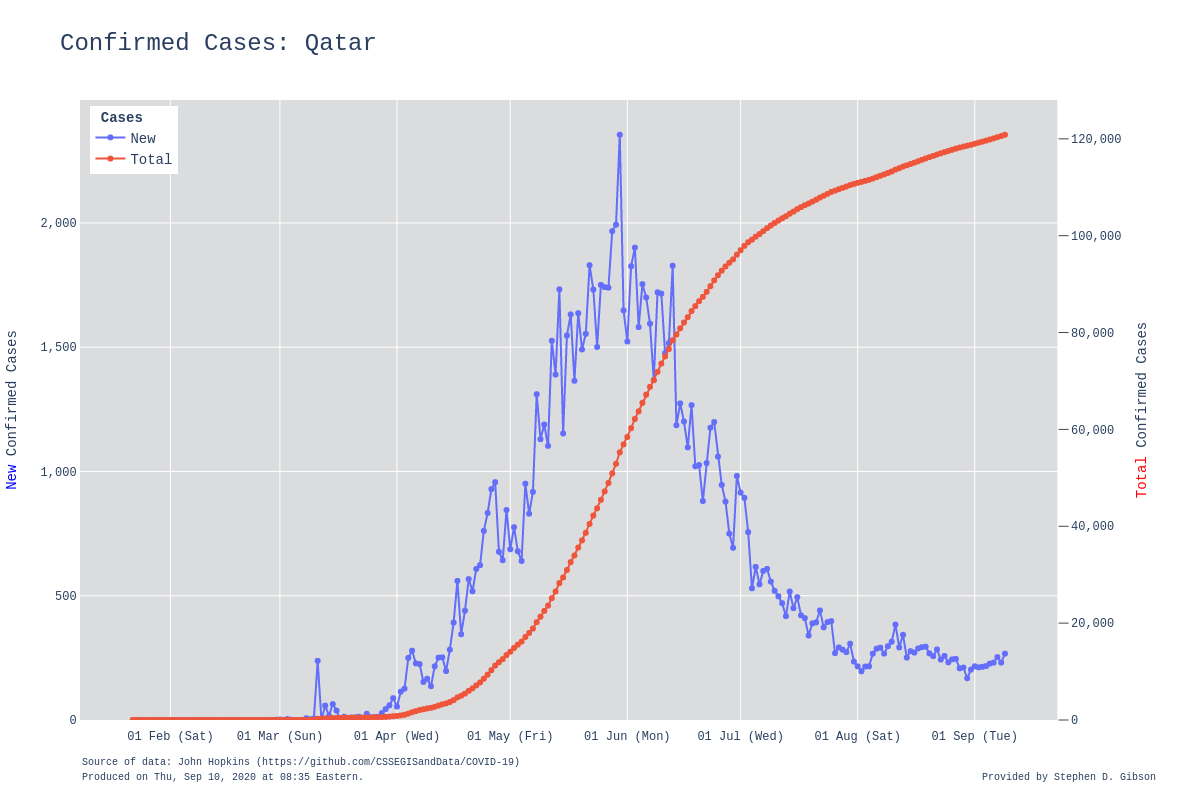 Confirmed Cases: Qatar
Cases
New
Total
2,000
1,500
1,000
500
0
120,000
100,000
80,000
60,000
40,000
20,000
0
New Confirmed Cases
Total Confirmed Cases
01 Feb (Sat) 01 Mar (Sun) 01 Apr (Wed) 01 May (Fri) 01 Jun (Mon) 01 Jul (Wed) 01 Aug (Sat) 01 Sep (Tue)
Source of data: John Hopkins (https://github.com/CSSEGISandData/COVID-19)
Produced on Thu, Sep 10, 2020 at 08:35 Eastern.
Provided by Stephen D. Gibson